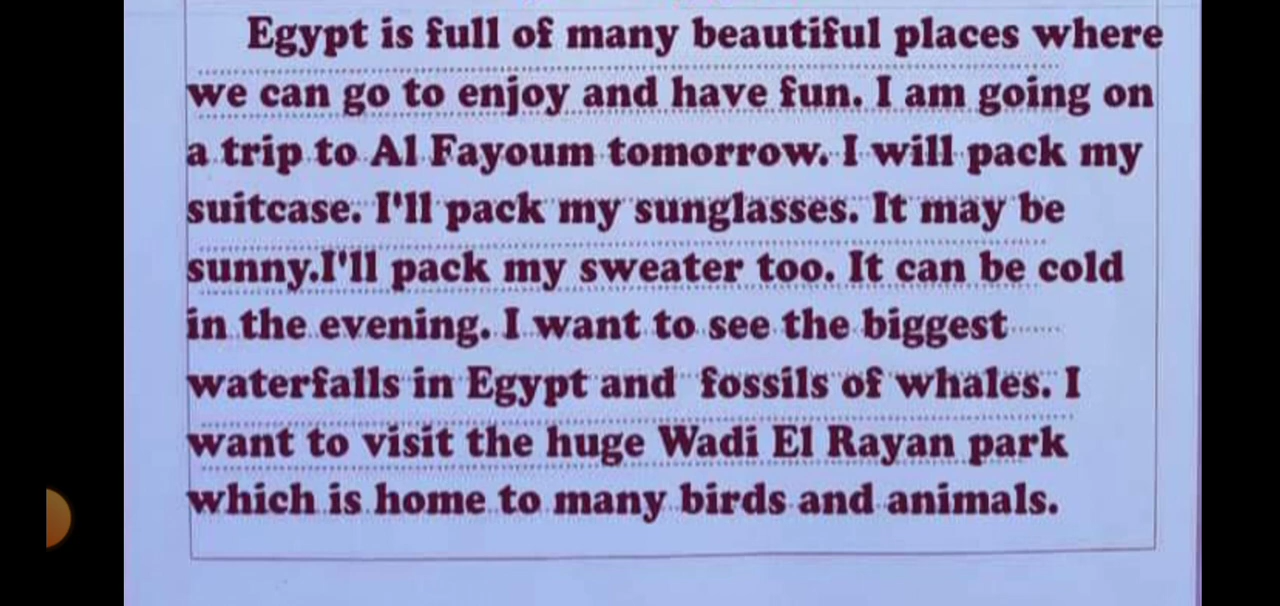 Egypt is full of many beautiful places where
we can go to enjoy and have fun. I am going on
a trip to Al Fayoum tomorrow. I will pack my
suitcase. I'll pack my sunglasses. It may be
sunny.I'll pack my sweater too. It can be cold
in the evening. I want to see the biggest
waterfalls in Egypt and fossils of whales. I
want to visit the huge Wadi El Rayan park
which is home to many birds and animals.